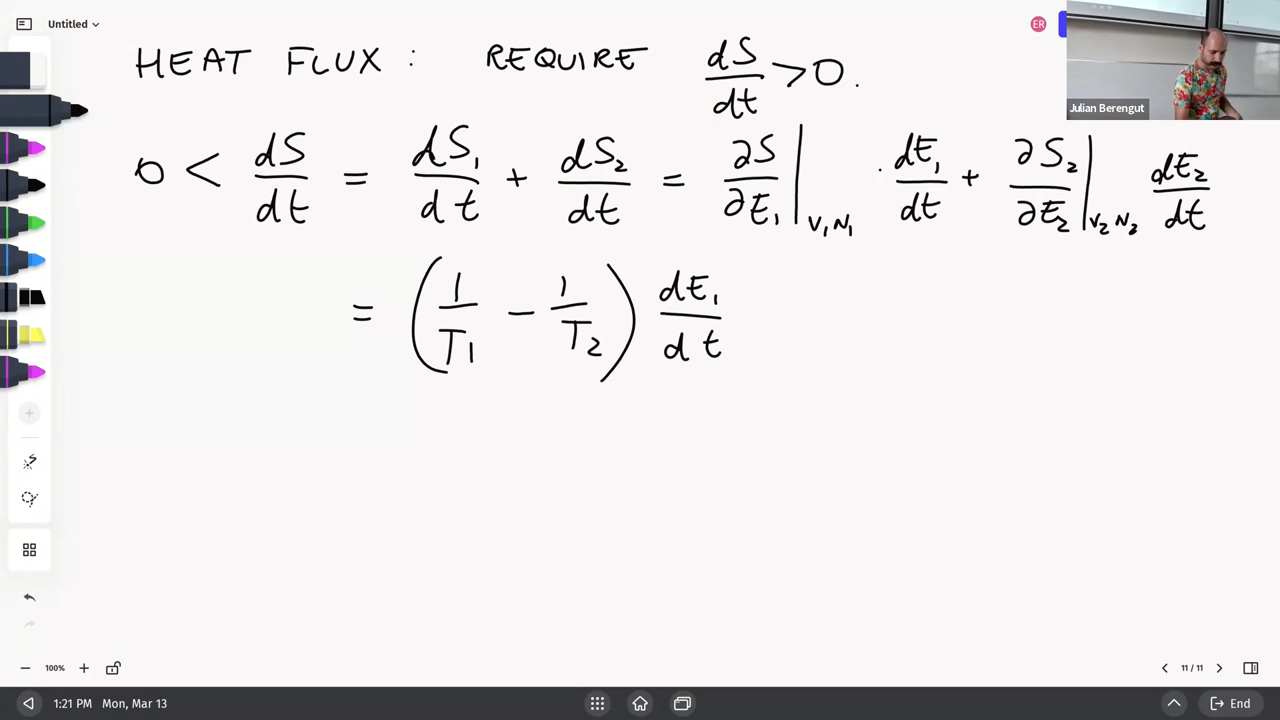 Untitled
ER
HEAT FLUX : REQUIRE dS/dt > 0.
Julian Berengut
0 < dS/dt = dS₁/dt + dS₂/dt = ∂S/∂E₁|V₁N₁ · dE₁/dt + ∂S₂/∂E₂|V₂N₂ dE₂/dt
= (1/T₁ − 1/T₂) dE₁/dt
100%
11 / 11
1:21 PM Mon, Mar 13
End